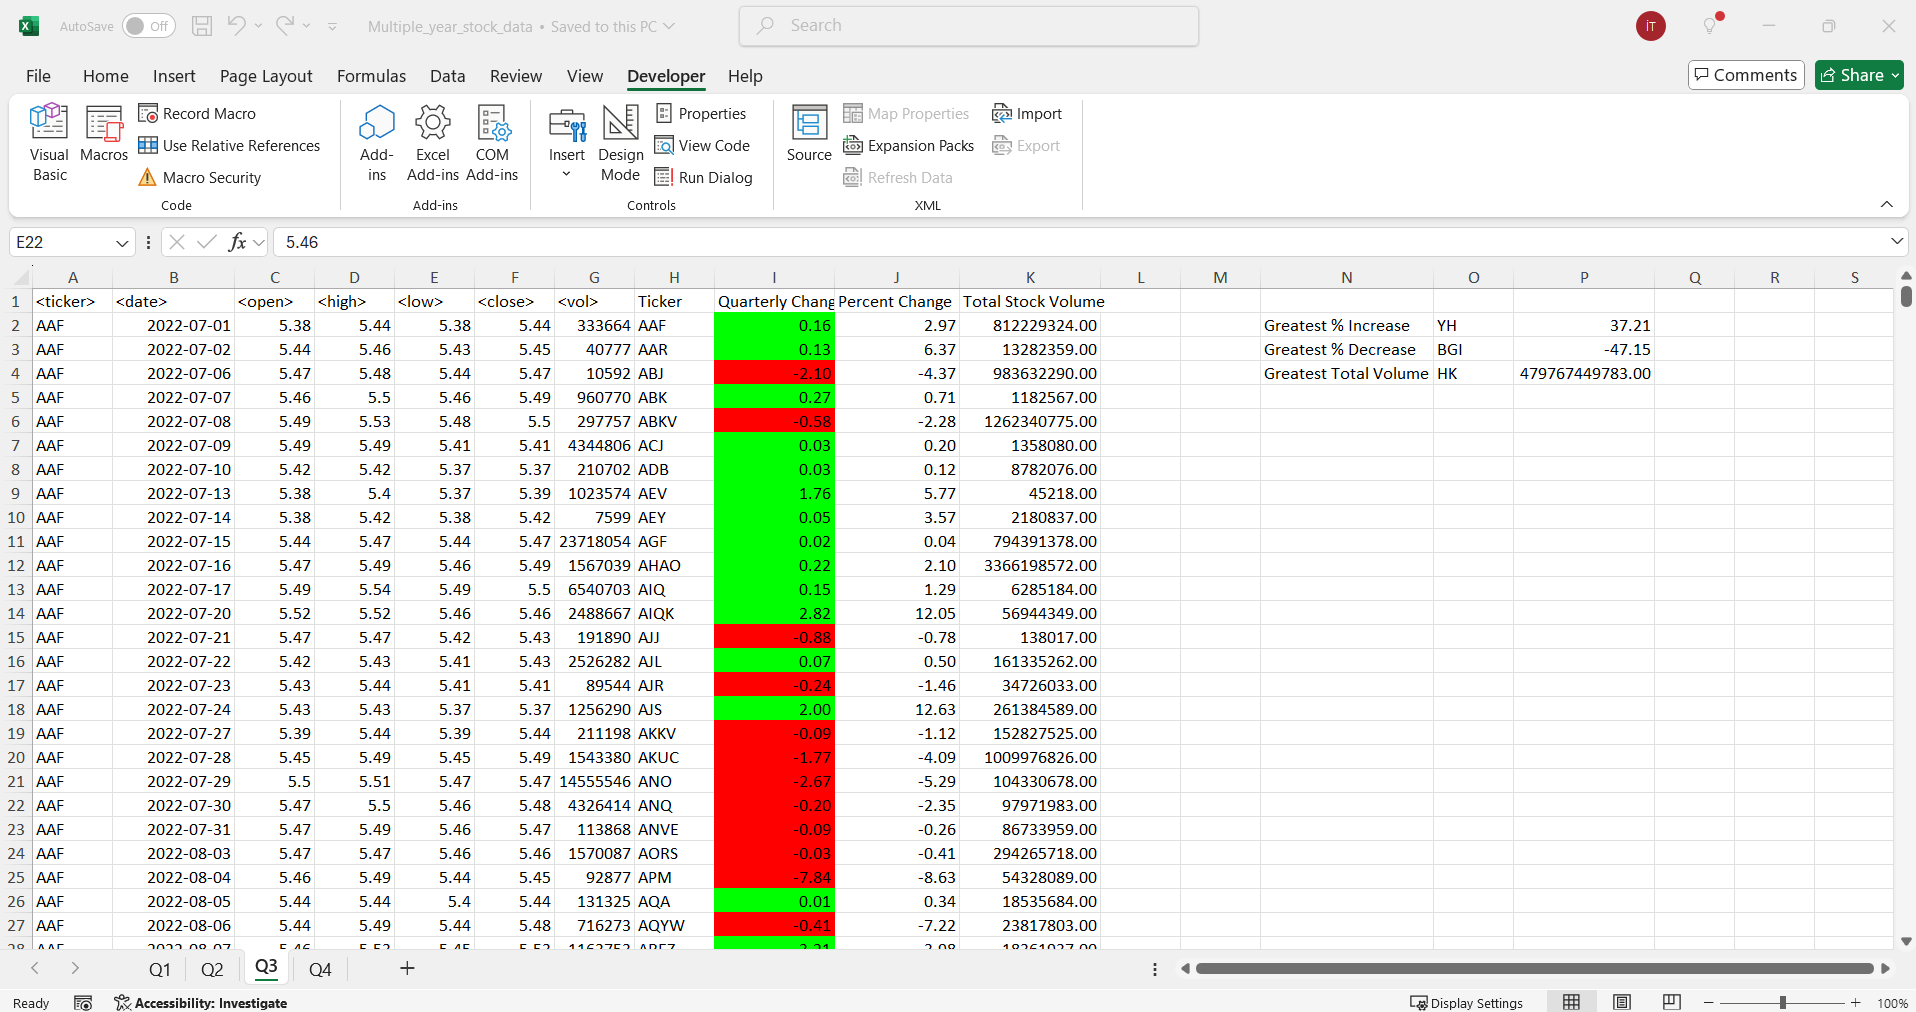 AutoSave Off Multiple_year_stock_data • Saved to this PC Search İT
File Home Insert Page Layout Formulas Data Review View Developer Help Comments Share
Visual Basic Macros Record Macro Use Relative References Macro Security Code
Add-ins Excel Add-ins COM Add-ins Add-ins
Insert Design Mode Properties View Code Run Dialog Controls
Source Map Properties Expansion Packs Refresh Data Import Export XML
E22 fx 5.46
A B C D E F G H I J K L M N O P Q R S
1 <ticker> <date> <open> <high> <low> <close> <vol> Ticker Quarterly Chang Percent Change Total Stock Volume
2 AAF 2022-07-01 5.38 5.44 5.38 5.44 333664 AAF 0.16 2.97 812229324.00 Greatest % Increase YH 37.21
3 AAF 2022-07-02 5.44 5.46 5.43 5.45 40777 AAR 0.13 6.37 13282359.00 Greatest % Decrease BGI -47.15
4 AAF 2022-07-06 5.47 5.48 5.44 5.47 10592 ABJ -2.10 -4.37 983632290.00 Greatest Total Volume HK 479767449783.00
5 AAF 2022-07-07 5.46 5.5 5.46 5.49 960770 ABK 0.27 0.71 1182567.00
6 AAF 2022-07-08 5.49 5.53 5.48 5.5 297757 ABKV -0.58 -2.28 1262340775.00
7 AAF 2022-07-09 5.49 5.49 5.41 5.41 4344806 ACJ 0.03 0.20 1358080.00
8 AAF 2022-07-10 5.42 5.42 5.37 5.37 210702 ADB 0.03 0.12 8782076.00
9 AAF 2022-07-13 5.38 5.4 5.37 5.39 1023574 AEV 1.76 5.77 45218.00
10 AAF 2022-07-14 5.38 5.42 5.38 5.42 7599 AEY 0.05 3.57 2180837.00
11 AAF 2022-07-15 5.44 5.47 5.44 5.47 23718054 AGF 0.02 0.04 794391378.00
12 AAF 2022-07-16 5.47 5.49 5.46 5.49 1567039 AHAO 0.22 2.10 3366198572.00
13 AAF 2022-07-17 5.49 5.54 5.49 5.5 6540703 AIQ 0.15 1.29 6285184.00
14 AAF 2022-07-20 5.52 5.52 5.46 5.46 2488667 AIQK 2.82 12.05 56944349.00
15 AAF 2022-07-21 5.47 5.47 5.42 5.43 191890 AJJ -0.88 -0.78 138017.00
16 AAF 2022-07-22 5.42 5.43 5.41 5.43 2526282 AJL 0.07 0.50 161335262.00
17 AAF 2022-07-23 5.43 5.44 5.41 5.41 89544 AJR -0.24 -1.46 34726033.00
18 AAF 2022-07-24 5.43 5.43 5.37 5.37 1256290 AJS 2.00 12.63 261384589.00
19 AAF 2022-07-27 5.39 5.44 5.39 5.44 211198 AKKV -0.09 -1.12 152827525.00
20 AAF 2022-07-28 5.45 5.49 5.45 5.49 1543380 AKUC -1.77 -4.09 1009976826.00
21 AAF 2022-07-29 5.5 5.51 5.47 5.47 14555546 ANO -2.67 -5.29 104330678.00
22 AAF 2022-07-30 5.47 5.5 5.46 5.48 4326414 ANQ -0.20 -2.35 97971983.00
23 AAF 2022-07-31 5.47 5.49 5.46 5.47 113868 ANVE -0.09 -0.26 86733959.00
24 AAF 2022-08-03 5.47 5.47 5.46 5.46 1570087 AORS -0.03 -0.41 294265718.00
25 AAF 2022-08-04 5.46 5.49 5.44 5.45 92877 APM -7.84 -8.63 54328089.00
26 AAF 2022-08-05 5.44 5.44 5.4 5.44 131325 AQA 0.01 0.34 18535684.00
27 AAF 2022-08-06 5.44 5.49 5.44 5.48 716273 AQYW -0.41 -7.22 23817803.00
Q1 Q2 Q3 Q4
Ready Accessibility: Investigate Display Settings 100%